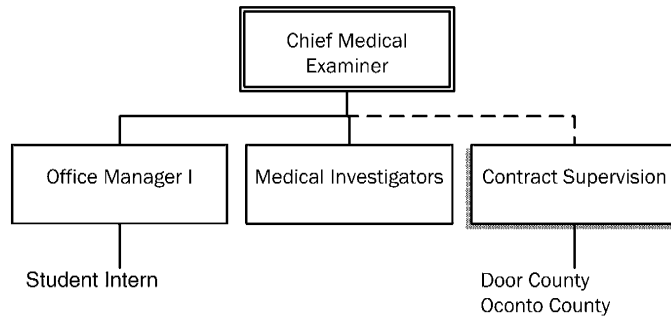 Chief Medical
Examiner
Office Manager I
Medical Investigators
Contract Supervision
Student Intern
Door County
Oconto County